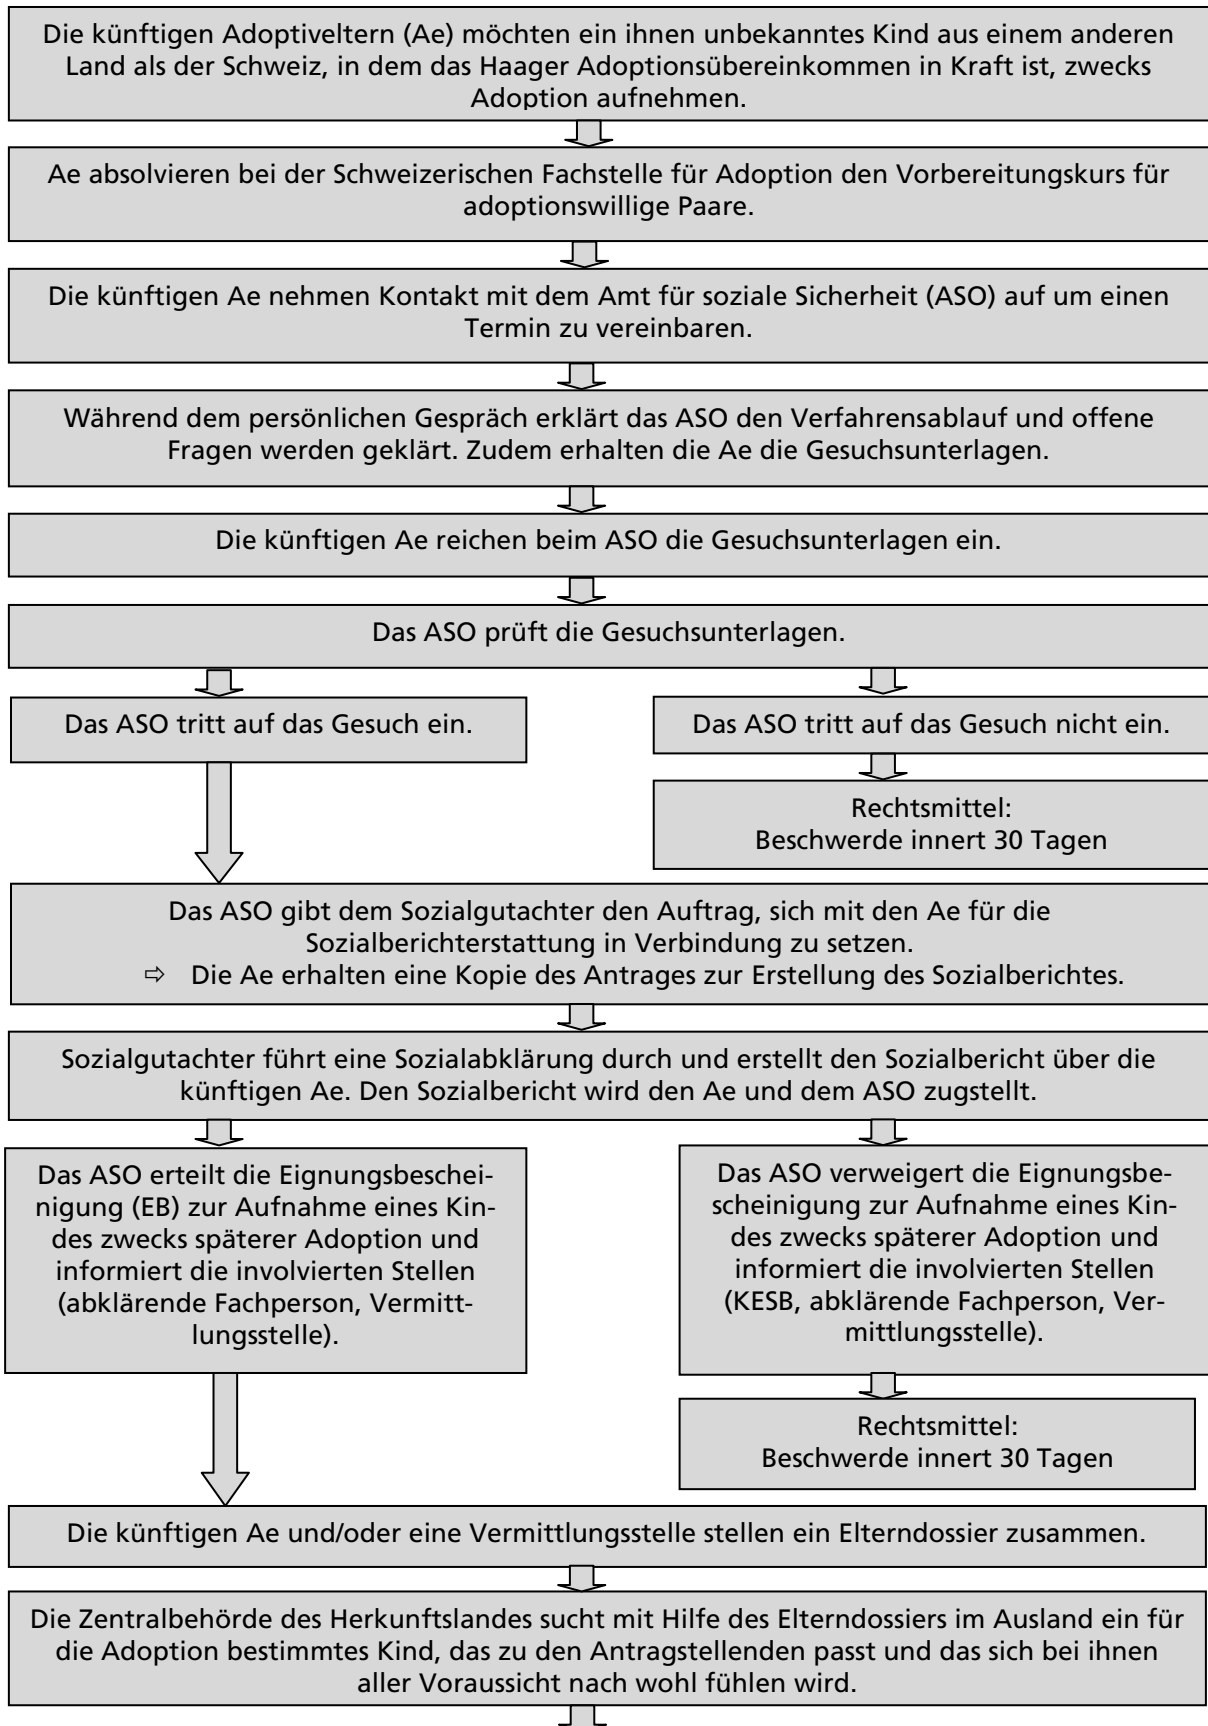 Die künftigen Adoptiveltern (Ae) möchten ein ihnen unbekanntes Kind aus einem anderen
Land als der Schweiz, in dem das Haager Adoptionsübereinkommen in Kraft ist, zwecks
Adoption aufnehmen.
Ae absolvieren bei der Schweizerischen Fachstelle für Adoption den Vorbereitungskurs für
adoptionswillige Paare.
Die künftigen Ae nehmen Kontakt mit dem Amt für soziale Sicherheit (ASO) auf um einen
Termin zu vereinbaren.
Während dem persönlichen Gespräch erklärt das ASO den Verfahrensablauf und offene
Fragen werden geklärt. Zudem erhalten die Ae die Gesuchsunterlagen.
Die künftigen Ae reichen beim ASO die Gesuchsunterlagen ein.
Das ASO prüft die Gesuchsunterlagen.
Das ASO tritt auf das Gesuch ein.
Das ASO tritt auf das Gesuch nicht ein.
Rechtsmittel:
Beschwerde innert 30 Tagen
Das ASO gibt dem Sozialgutachter den Auftrag, sich mit den Ae für die
Sozialberichterstattung in Verbindung zu setzen.
⇨ Die Ae erhalten eine Kopie des Antrages zur Erstellung des Sozialberichtes.
Sozialgutachter führt eine Sozialabklärung durch und erstellt den Sozialbericht über die
künftigen Ae. Den Sozialbericht wird den Ae und dem ASO zugstellt.
Das ASO erteilt die Eignungsbeschei-
nigung (EB) zur Aufnahme eines Kin-
des zwecks späterer Adoption und
informiert die involvierten Stellen
(abklärende Fachperson, Vermitt-
lungsstelle).
Das ASO verweigert die Eignungsbe-
scheinigung zur Aufnahme eines Kin-
des zwecks späterer Adoption und
informiert die involvierten Stellen
(KESB, abklärende Fachperson, Ver-
mittlungsstelle).
Rechtsmittel:
Beschwerde innert 30 Tagen
Die künftigen Ae und/oder eine Vermittlungsstelle stellen ein Elterndossier zusammen.
Die Zentralbehörde des Herkunftslandes sucht mit Hilfe des Elterndossiers im Ausland ein für
die Adoption bestimmtes Kind, das zu den Antragstellenden passt und das sich bei ihnen
aller Voraussicht nach wohl fühlen wird.